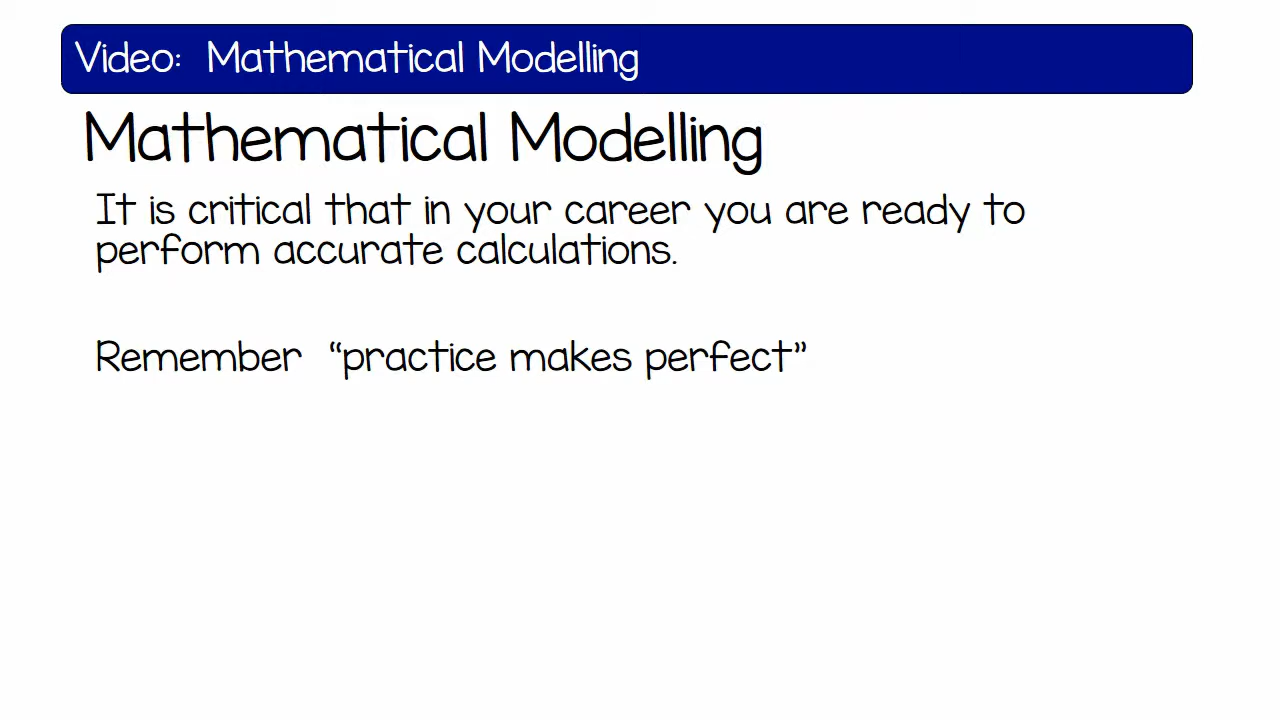 Video:  Mathematical Modelling
Mathematical Modelling
It is critical that in your career you are ready to
perform accurate calculations.
Remember  “practice makes perfect”